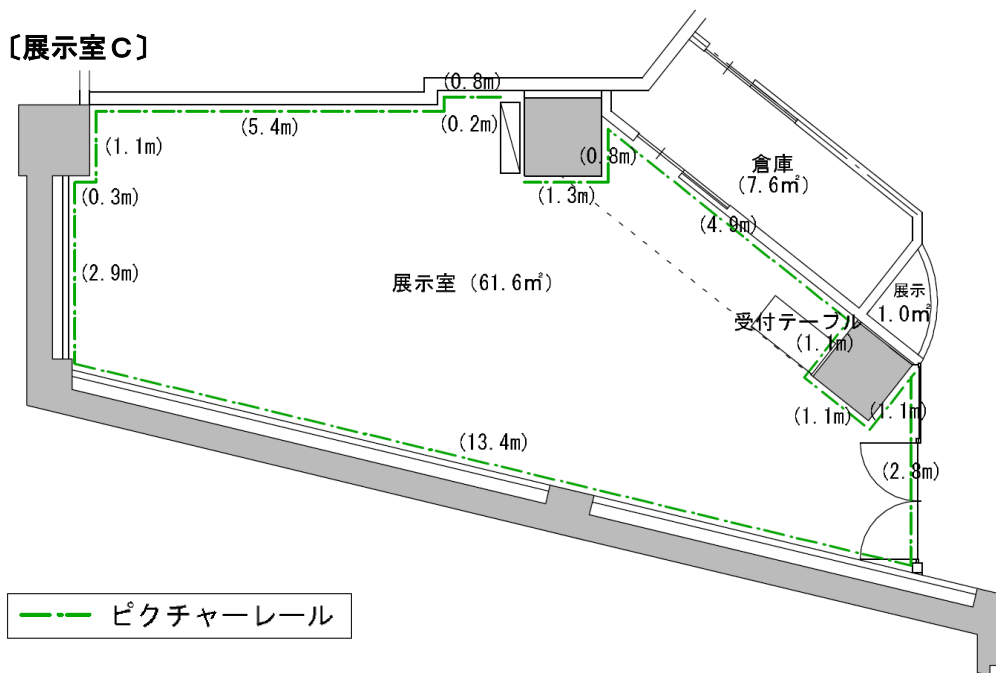 〔展示室C〕
(0.8m)
(5.4m)
(0.2m)
(1.1m)
(0.8m)
倉庫
(7.6㎡)
(0.3m)
(1.3m)
(4.9m)
(2.9m)
展示室 (61.6㎡)
展示
1.0㎡
受付テーブル
(1.1m)
(1.1m)
(1.1m)
(13.4m)
(2.8m)
ピクチャーレール